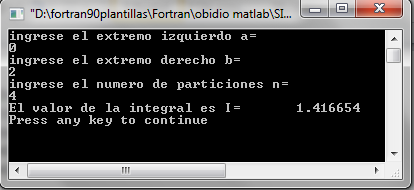 "D:\fortran90plantillas\Fortran\obidio matlab\SI...
ingrese el extremo izquierdo a=
0
ingrese el extremo derecho b=
2
ingrese el numero de particiones n=
4
El valor de la integral es I=       1.416654
Press any key to continue